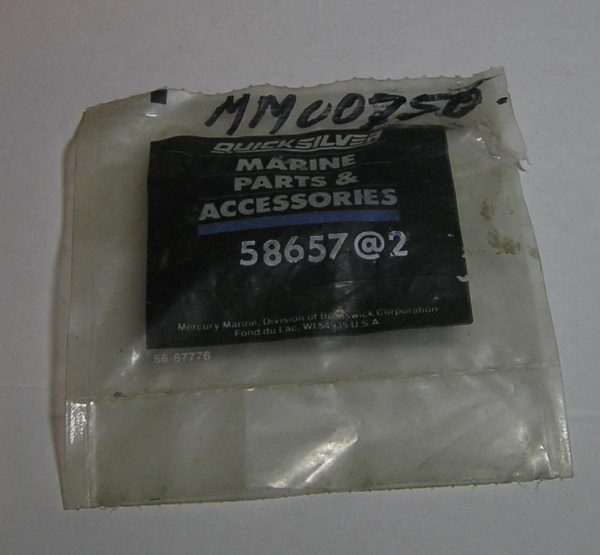 MM00750
QUICKSILVER
MARINE
PARTS &
ACCESSORIES
58657@2
Mercury Marine, Division of Brunswick Corporation
Fond du Lac, WI 54935 U.S.A.
56-67776